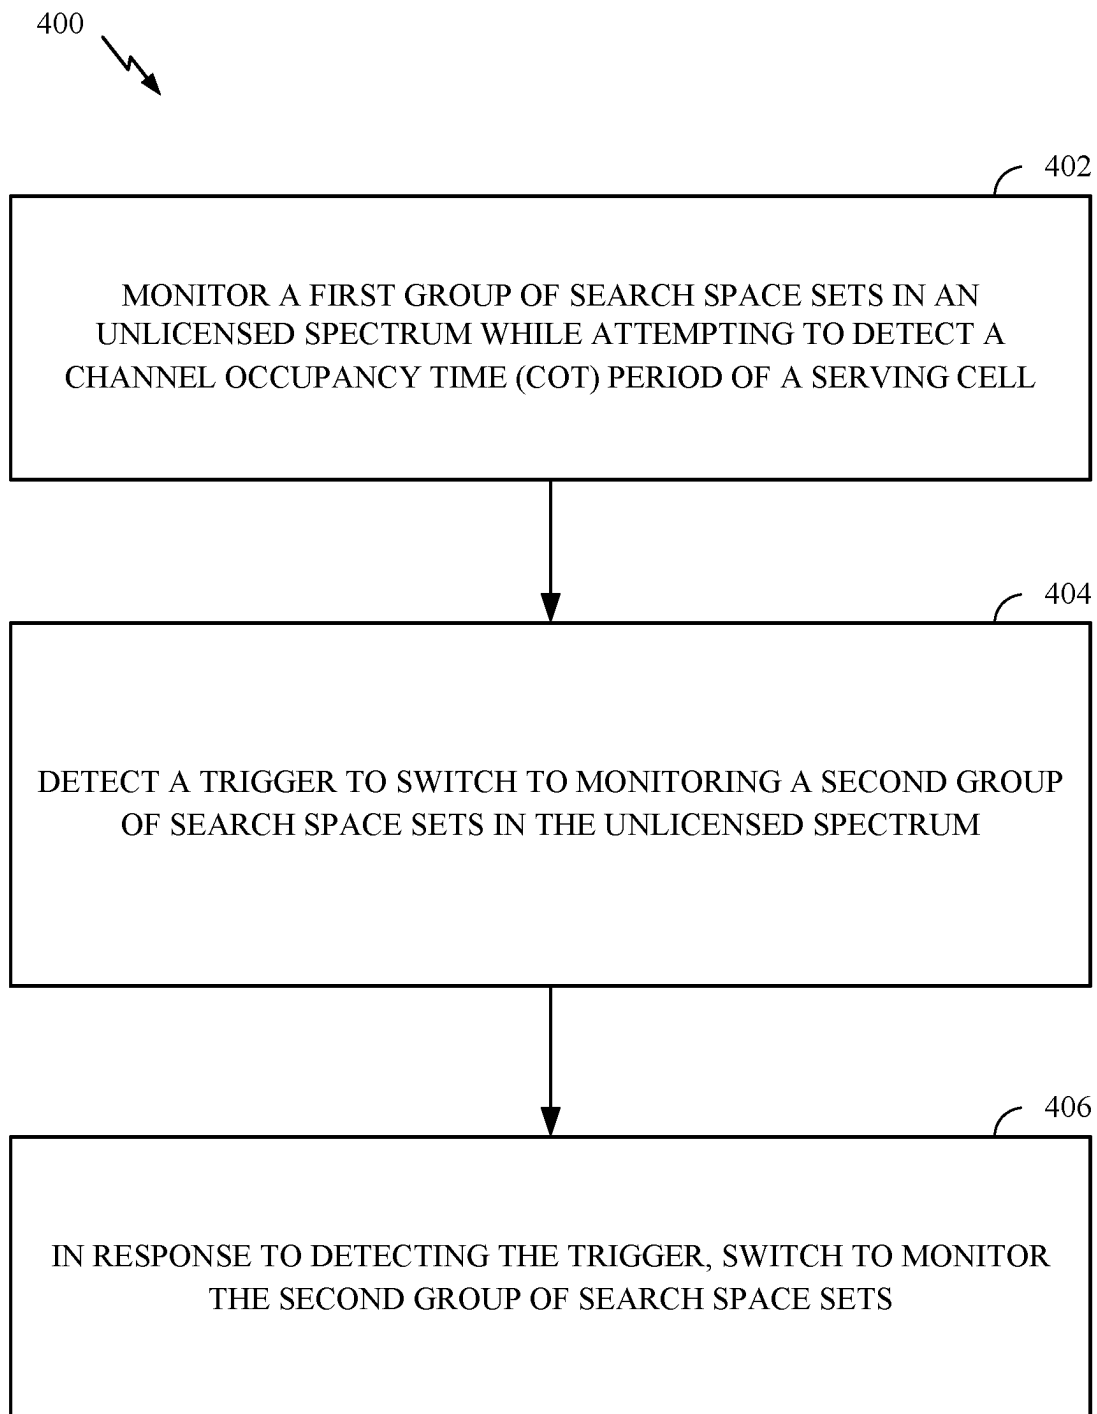 400
402
MONITOR A FIRST GROUP OF SEARCH SPACE SETS IN AN
UNLICENSED SPECTRUM WHILE ATTEMPTING TO DETECT A
CHANNEL OCCUPANCY TIME (COT) PERIOD OF A SERVING CELL
404
DETECT A TRIGGER TO SWITCH TO MONITORING A SECOND GROUP
OF SEARCH SPACE SETS IN THE UNLICENSED SPECTRUM
406
IN RESPONSE TO DETECTING THE TRIGGER, SWITCH TO MONITOR
THE SECOND GROUP OF SEARCH SPACE SETS